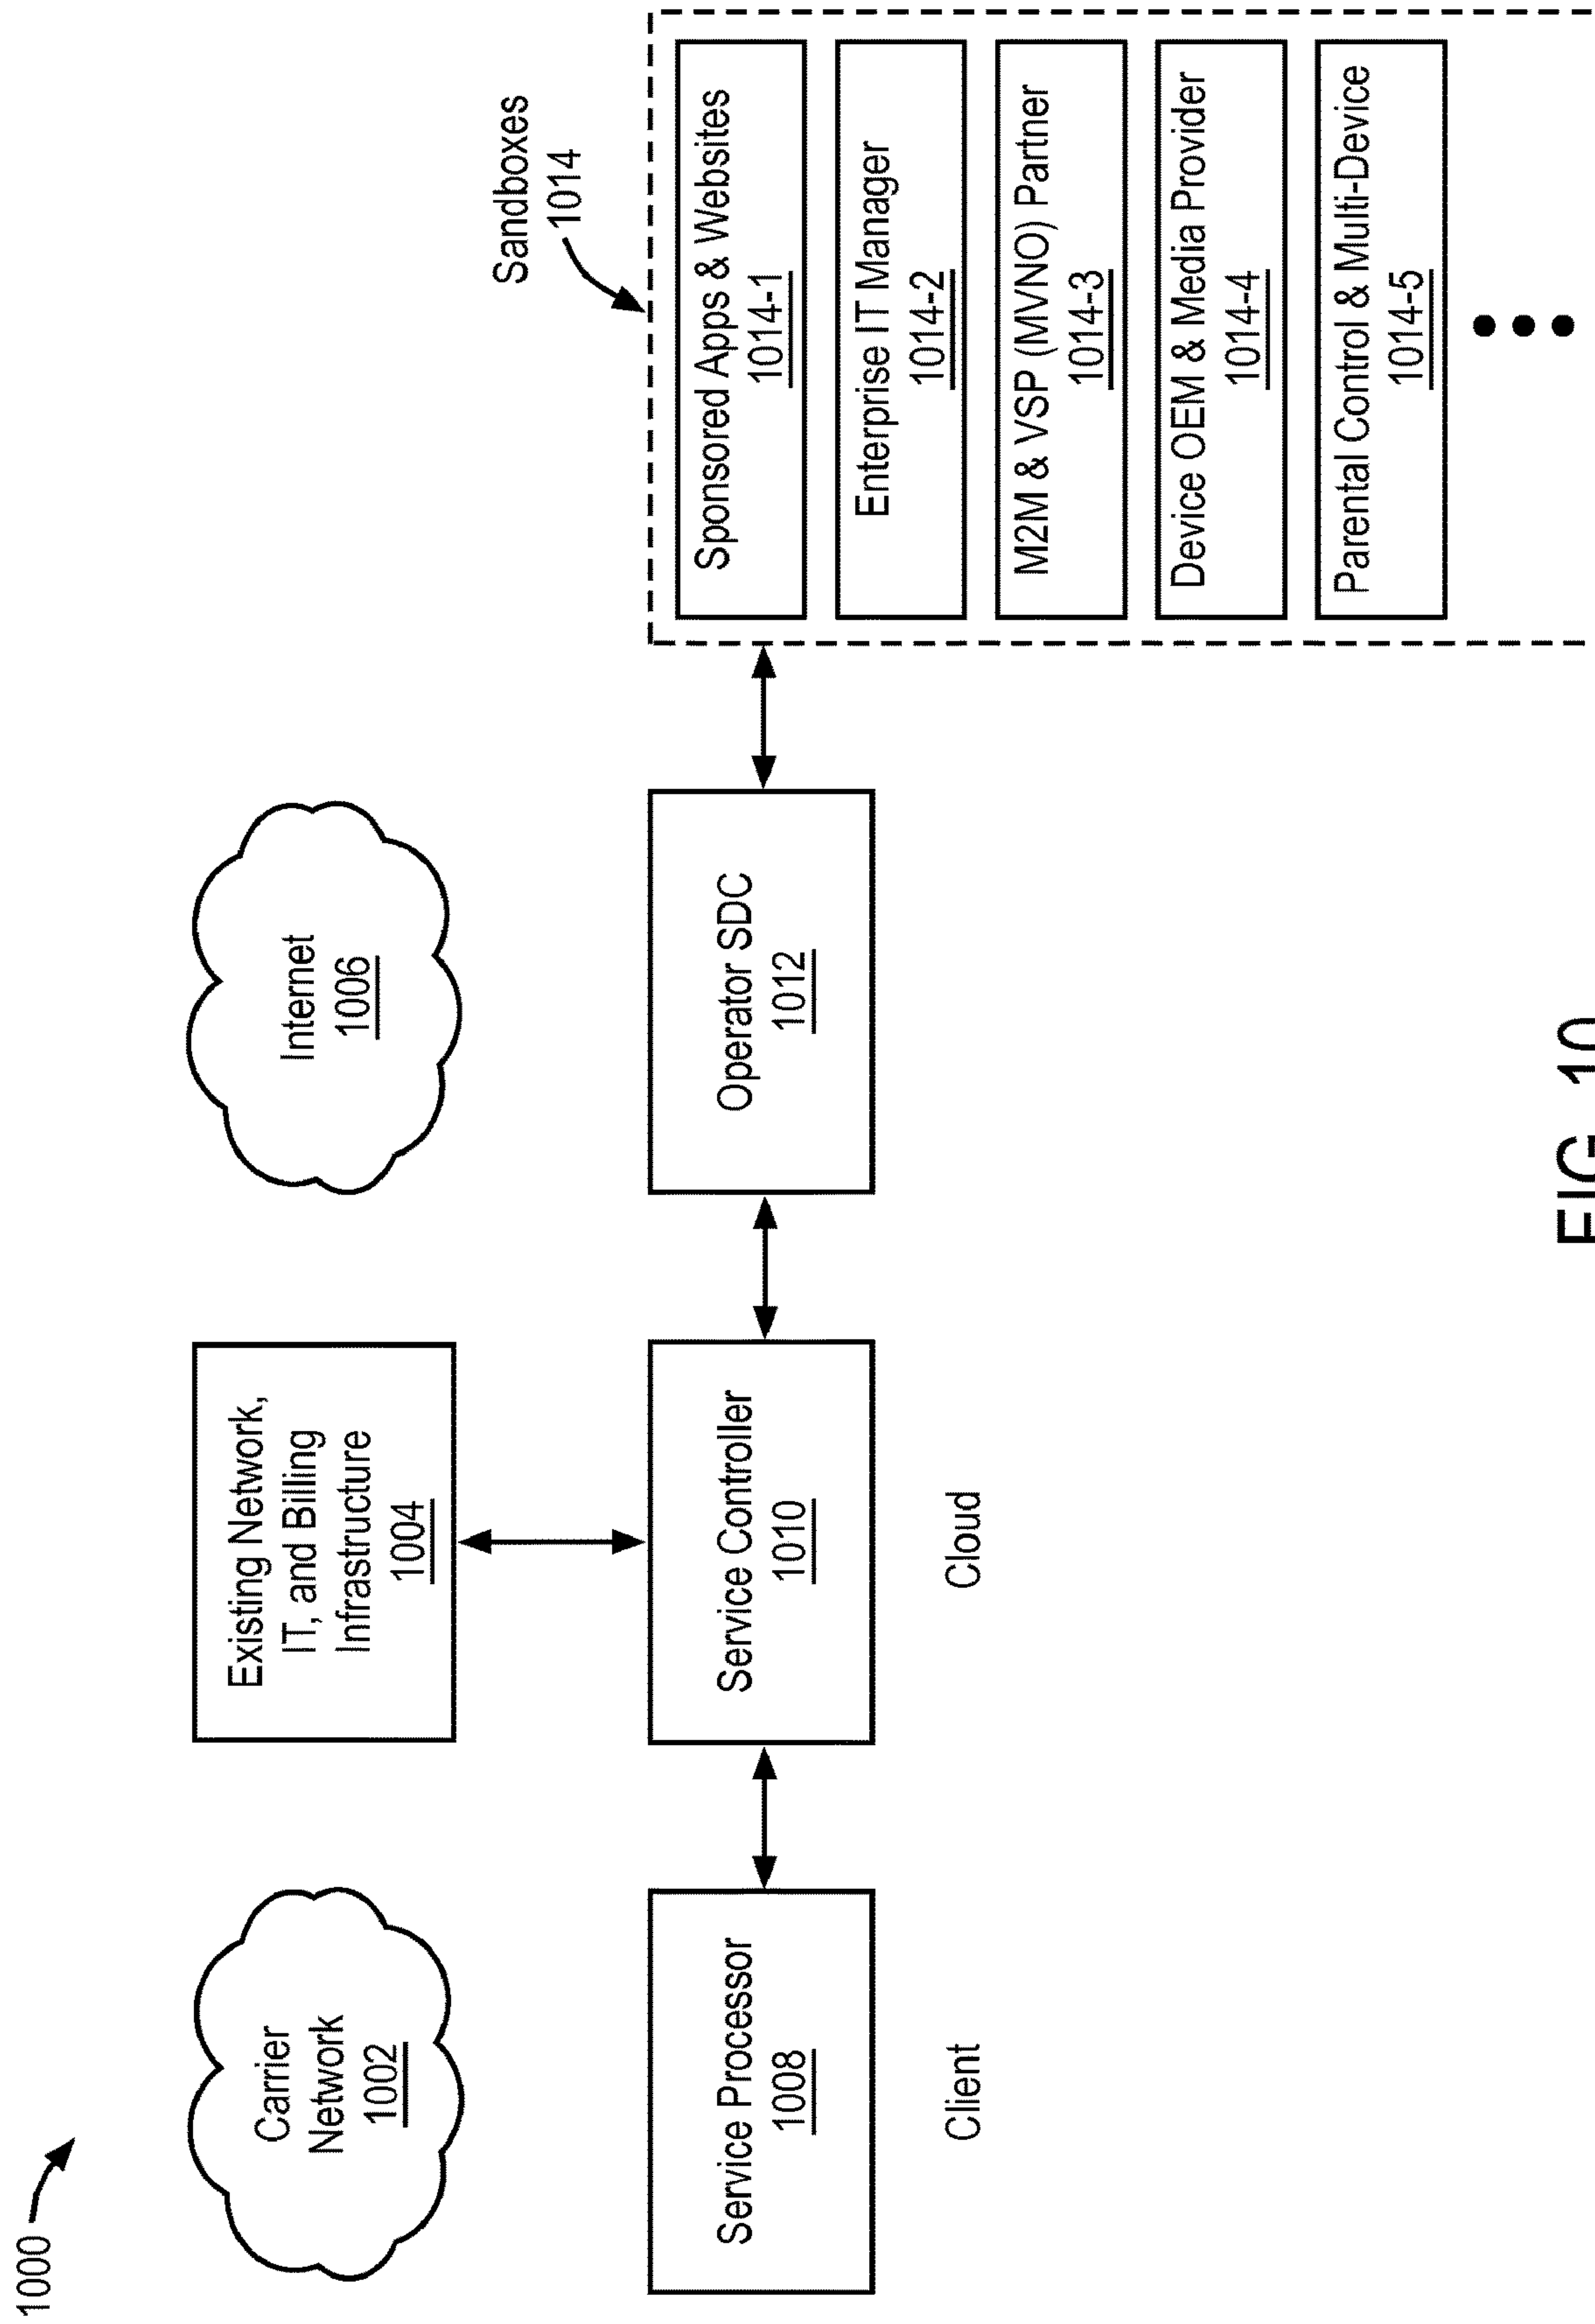 1000
Carrier
Network
1002
Existing Network,
IT, and Billing
Infrastructure
1004
Internet
1006
Sandboxes
1014
Service Processor
1008
Service Controller
1010
Operator SDC
1012
Sponsored Apps & Websites
1014-1
Enterprise IT Manager
1014-2
M2M & VSP (MVNO) Partner
1014-3
Device OEM & Media Provider
1014-4
Parental Control & Multi-Device
1014-5
Client
Cloud
FIG. 10